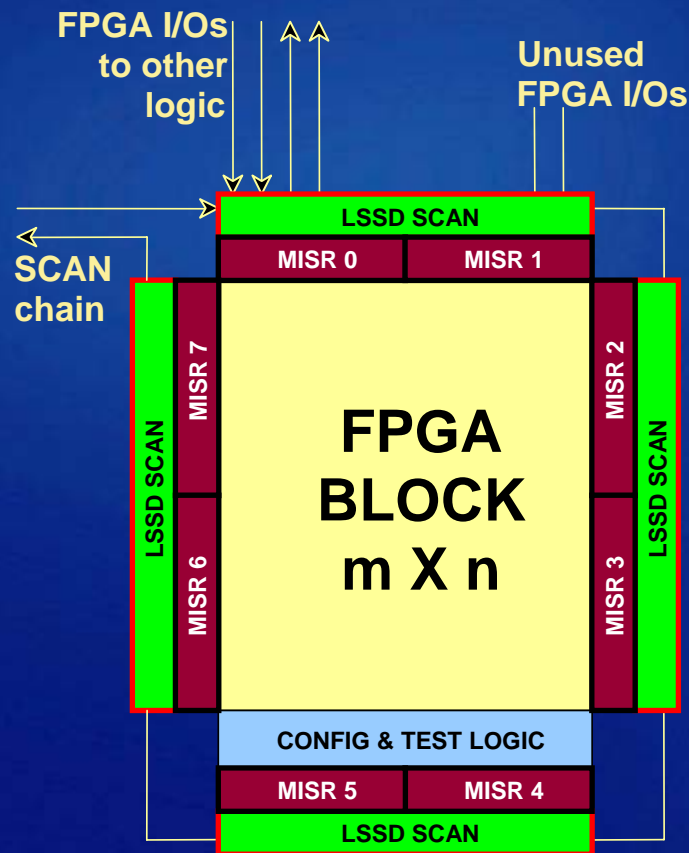 FPGA I/Os
to other
logic
Unused
FPGA I/Os
LSSD SCAN
MISR 0
MISR 1
SCAN
chain
LSSD SCAN
MISR 7
MISR 6
FPGA
BLOCK
m X n
MISR 2
MISR 3
LSSD SCAN
CONFIG & TEST LOGIC
MISR 5
MISR 4
LSSD SCAN